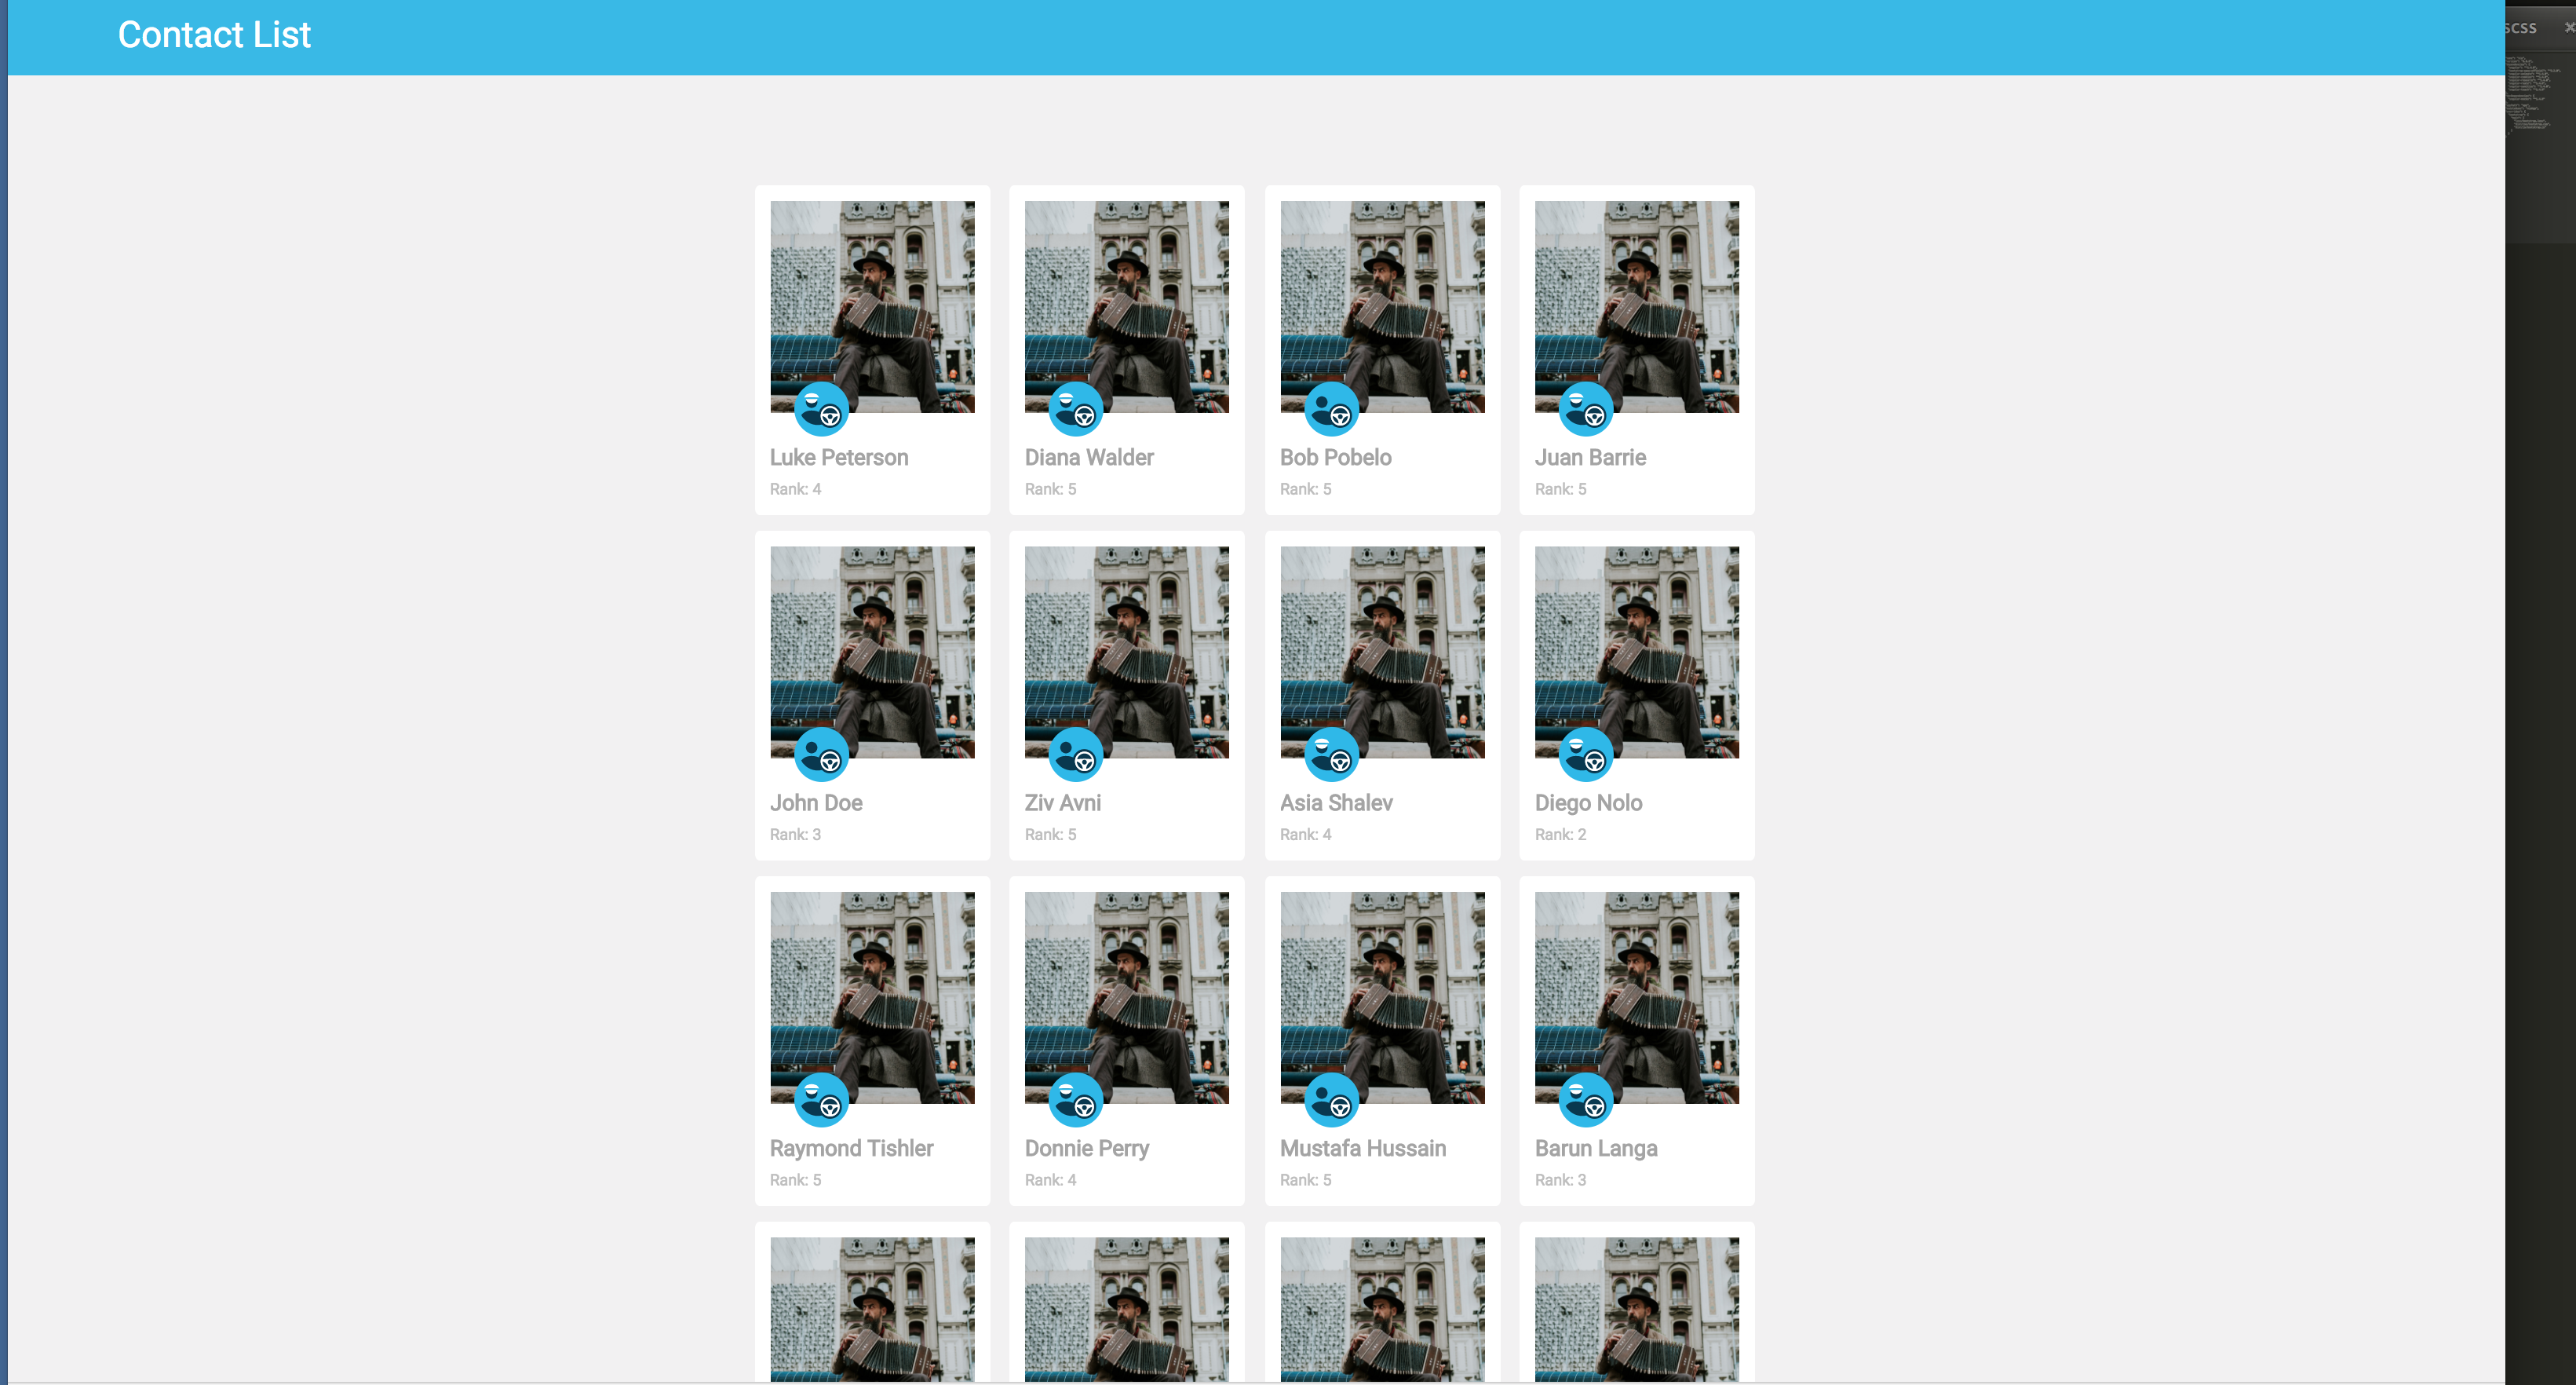 Contact List
SCSS
Luke Peterson
Rank: 4
Diana Walder
Rank: 5
Bob Pobelo
Rank: 5
Juan Barrie
Rank: 5
John Doe
Rank: 3
Ziv Avni
Rank: 5
Asia Shalev
Rank: 4
Diego Nolo
Rank: 2
Raymond Tishler
Rank: 5
Donnie Perry
Rank: 4
Mustafa Hussain
Rank: 5
Barun Langa
Rank: 3